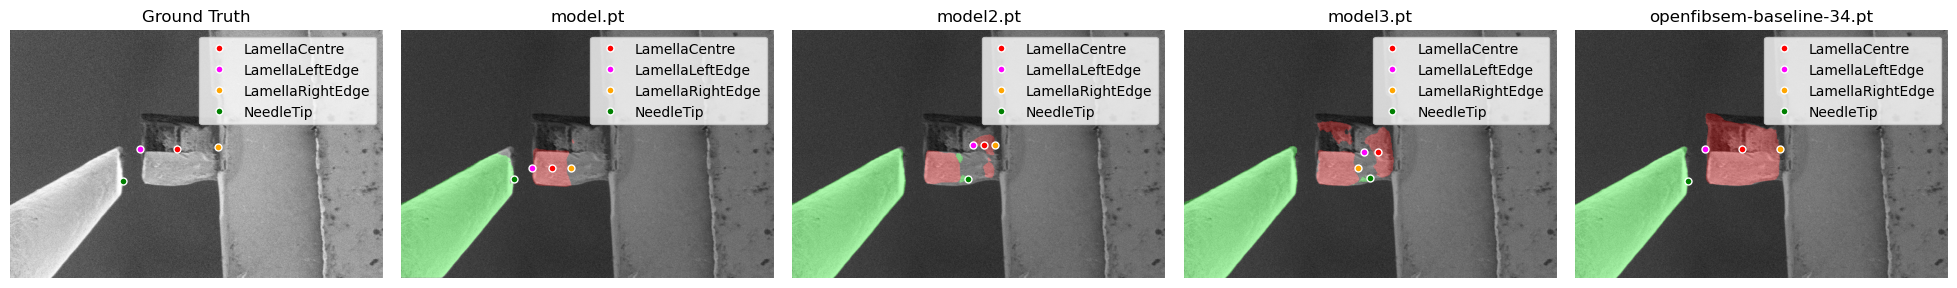 Ground Truth
LamellaCentre
LamellaLeftEdge
LamellaRightEdge
NeedleTip
model.pt
LamellaCentre
LamellaLeftEdge
LamellaRightEdge
NeedleTip
model2.pt
LamellaCentre
LamellaLeftEdge
LamellaRightEdge
NeedleTip
model3.pt
LamellaCentre
LamellaLeftEdge
LamellaRightEdge
NeedleTip
openfibsem-baseline-34.pt
LamellaCentre
LamellaLeftEdge
LamellaRightEdge
NeedleTip